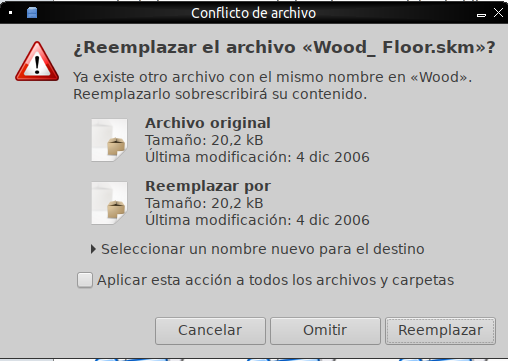 Conflicto de archivo
¿Reemplazar el archivo «Wood_ Floor.skm»?
Ya existe otro archivo con el mismo nombre en «Wood».
Reemplazarlo sobrescribirá su contenido.
Archivo original
Tamaño: 20,2 kB
Última modificación: 4 dic 2006
Reemplazar por
Tamaño: 20,2 kB
Última modificación: 4 dic 2006
Seleccionar un nombre nuevo para el destino
Aplicar esta acción a todos los archivos y carpetas
Cancelar
Omitir
Reemplazar